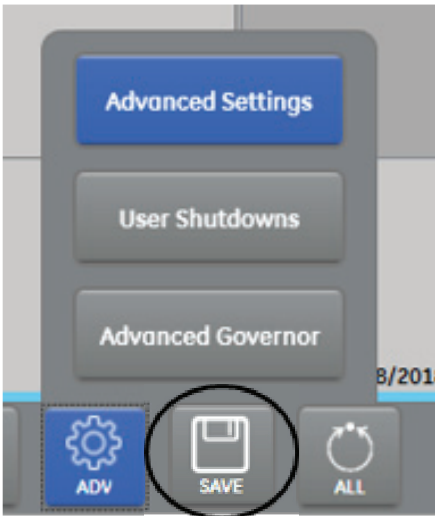 Advanced Settings
User Shutdowns
Advanced Governor
8/201
ADV
SAVE
ALL